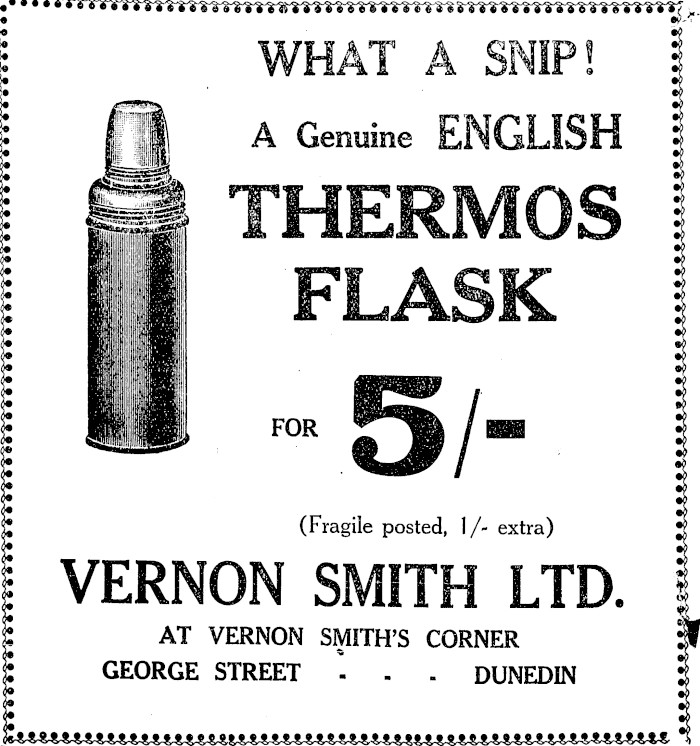 WHAT A SNIP!
A Genuine ENGLISH
THERMOS
FLASK
FOR 5/-
(Fragile posted, 1/- extra)
VERNON SMITH LTD.
AT VERNON SMITH'S CORNER
GEORGE STREET - - - DUNEDIN